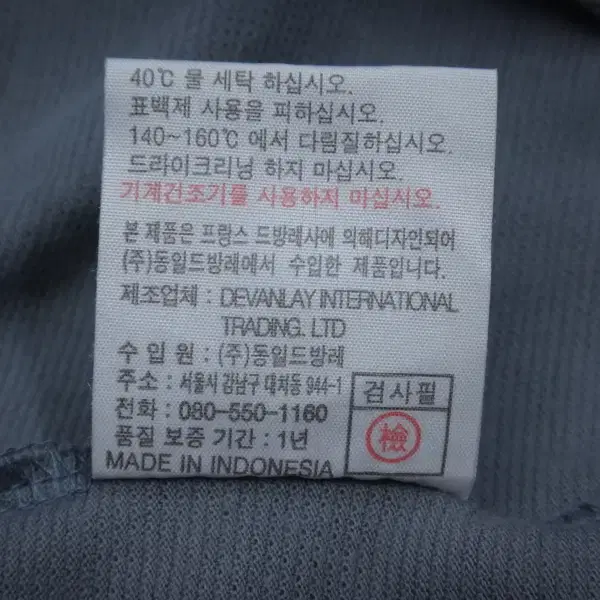 40℃ 물 세탁 하십시오.
표백제 사용을 피하십시오.
140~160℃ 에서 다림질하십시오.
드라이크리닝 하지 마십시오.
기계건조기를 사용하지 마십시오.
본 제품은 프랑스 드방레사에 의해디자인되어
(주)동일드방레에서 수입한 제품입니다.
제조업체 : DEVANLAY INTERNATIONAL
TRADING. LTD
수 입 원 : (주)동일드방레
주소 : 서울시 강남구 대치동 944-1
전화 : 080-550-1160
품질 보증 기간 : 1년
MADE IN INDONESIA
검사필
檢